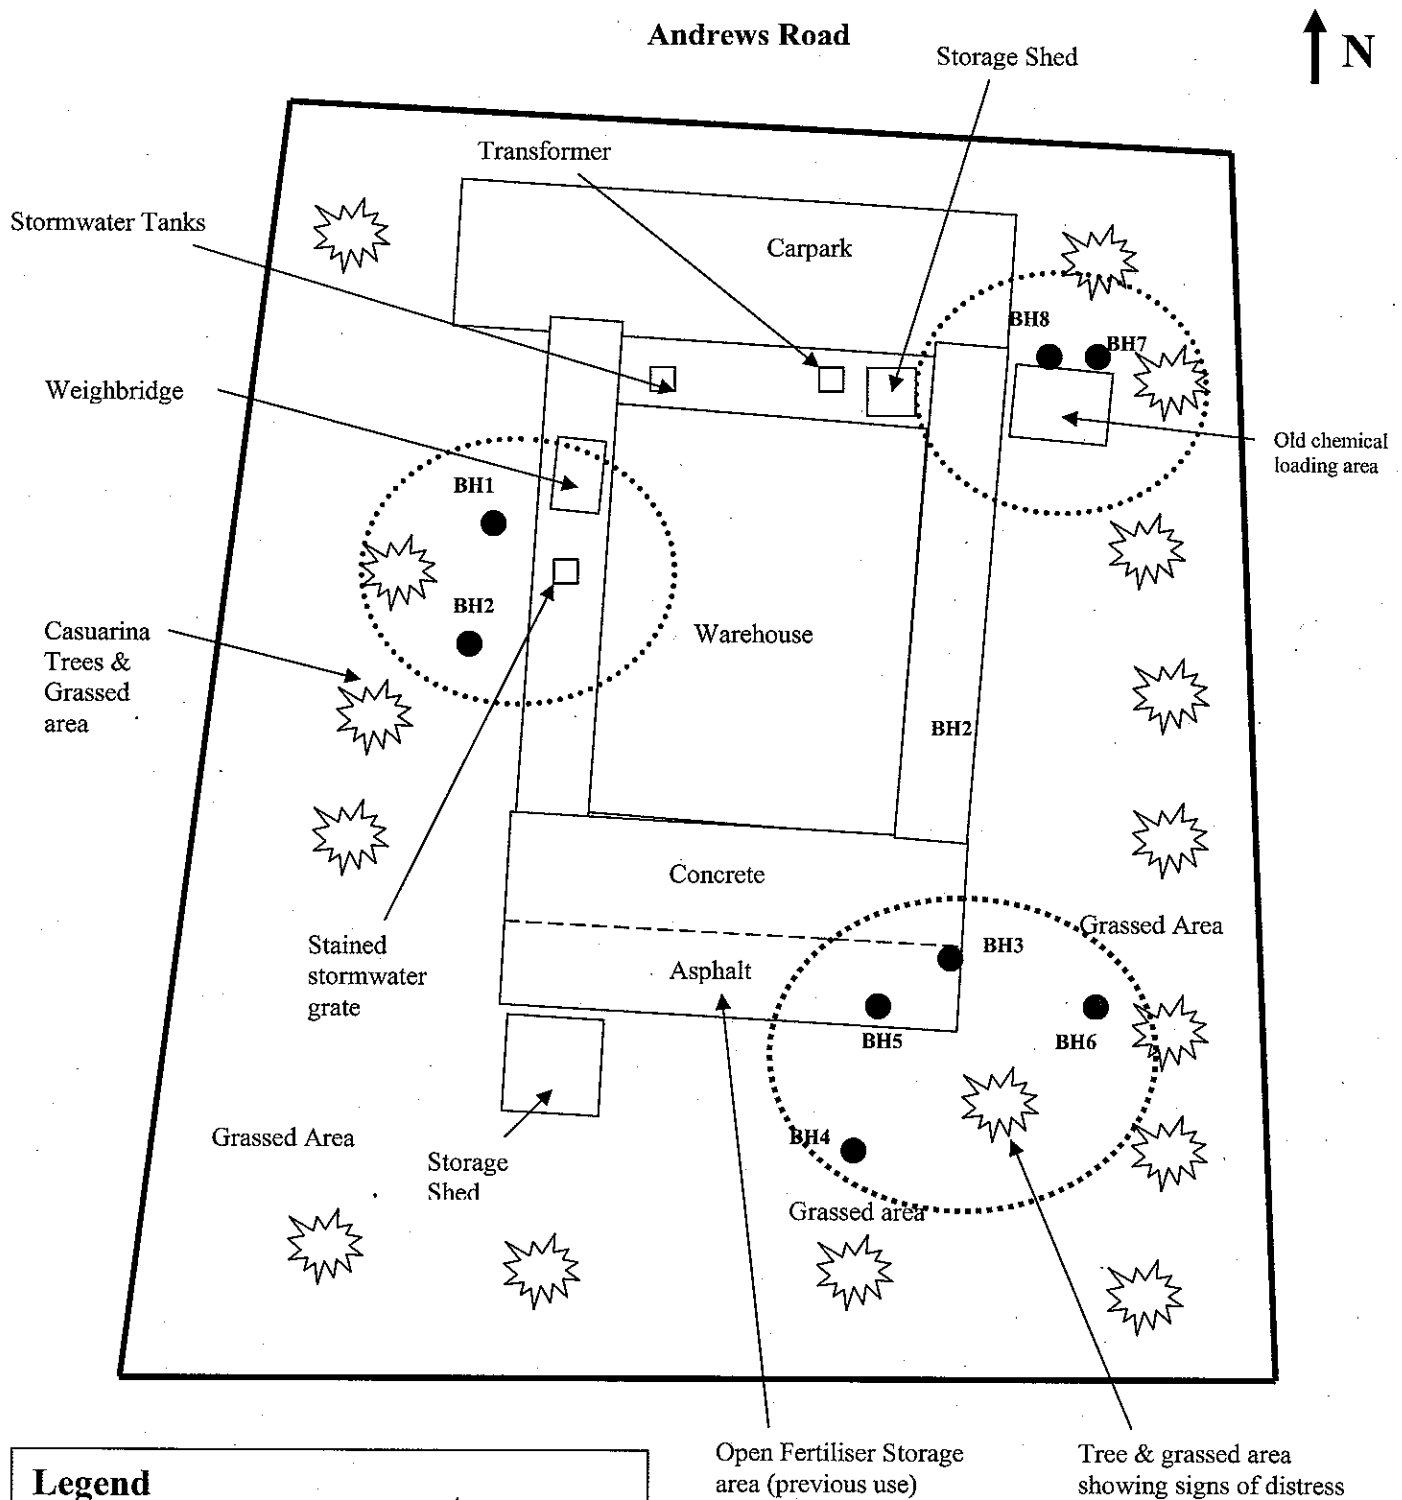 Andrews Road
N
Storage Shed
Transformer
Stormwater Tanks
Carpark
BH8
BH7
Weighbridge
Old chemical
loading area
BH1
BH2
Warehouse
Casuarina
Trees &
Grassed
area
BH2
Concrete
Grassed Area
BH3
Stained
stormwater
grate
Asphalt
BH5
BH6
Grassed Area
BH4
Storage
Shed
Grassed area
Open Fertiliser Storage
area (previous use)
Tree & grassed area
showing signs of distress
Legend